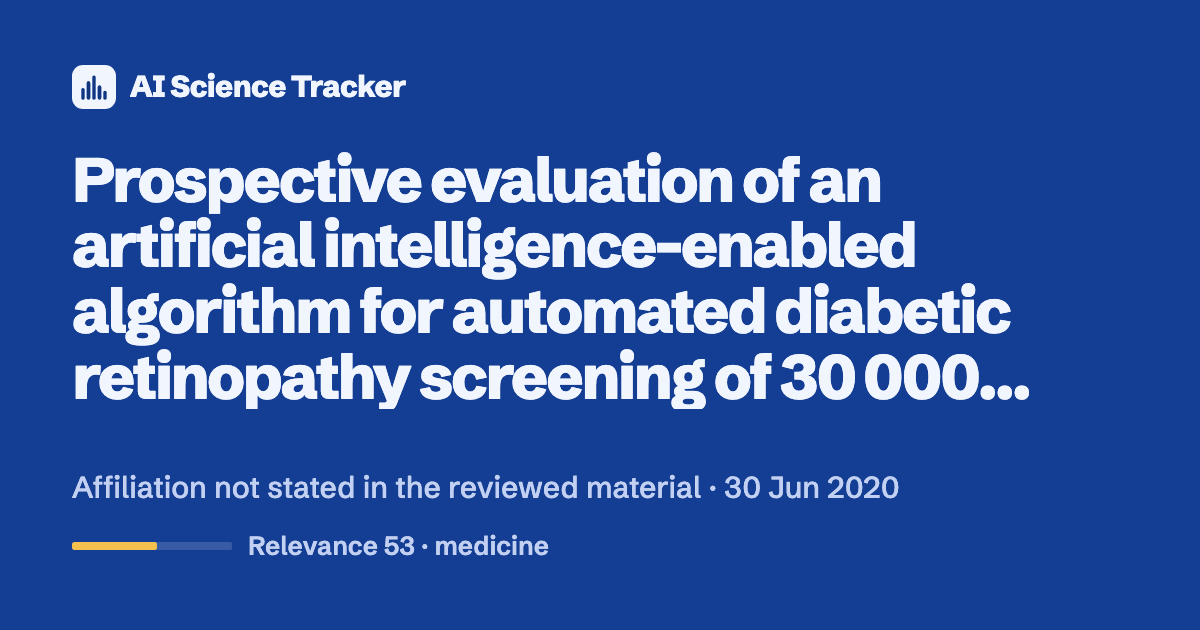 AI Science Tracker
Prospective evaluation of an
artificial intelligence-enabled
algorithm for automated diabetic
retinopathy screening of 30 000...
Affiliation not stated in the reviewed material · 30 Jun 2020
Relevance 53 · medicine